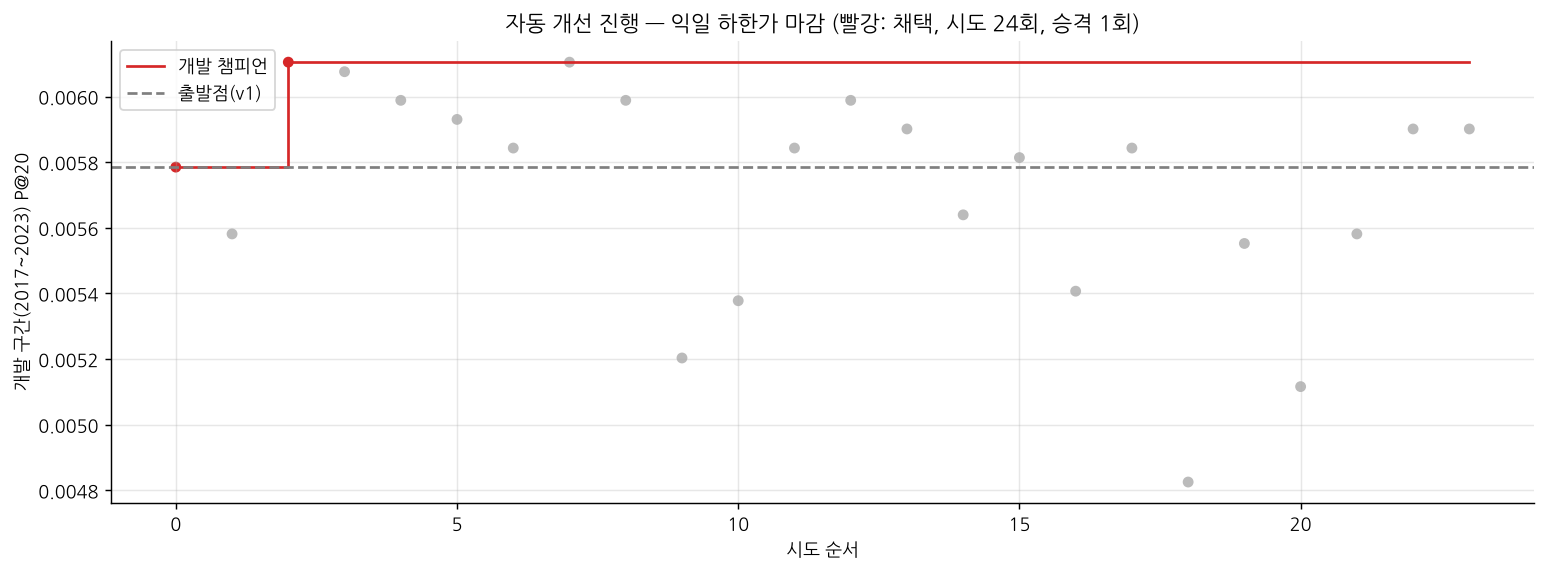 자동 개선 진행 — 익일 하한가 마감 (빨강: 채택, 시도 24회, 승격 1회)
개발 챔피언
출발점(v1)
개발 구간(2017~2023) P@20
0.0060
0.0058
0.0056
0.0054
0.0052
0.0050
0.0048
0 5 10 15 20
시도 순서